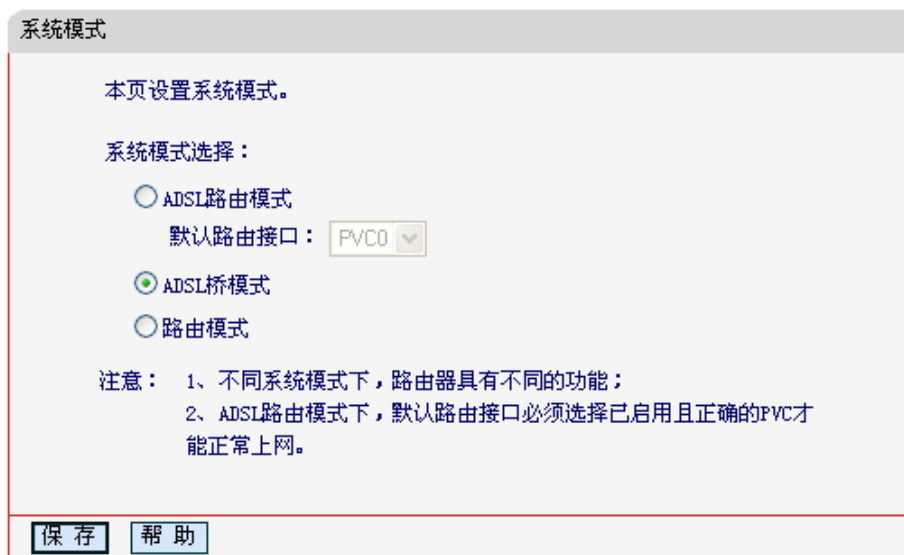 系统模式
本页设置系统模式。
系统模式选择：
ADSL路由模式
默认路由接口： PVC0
ADSL桥模式
路由模式
注意： 1、不同系统模式下，路由器具有不同的功能；
2、ADSL路由模式下，默认路由接口必须选择已启用且正确的PVC才
能正常上网。
保 存 帮 助